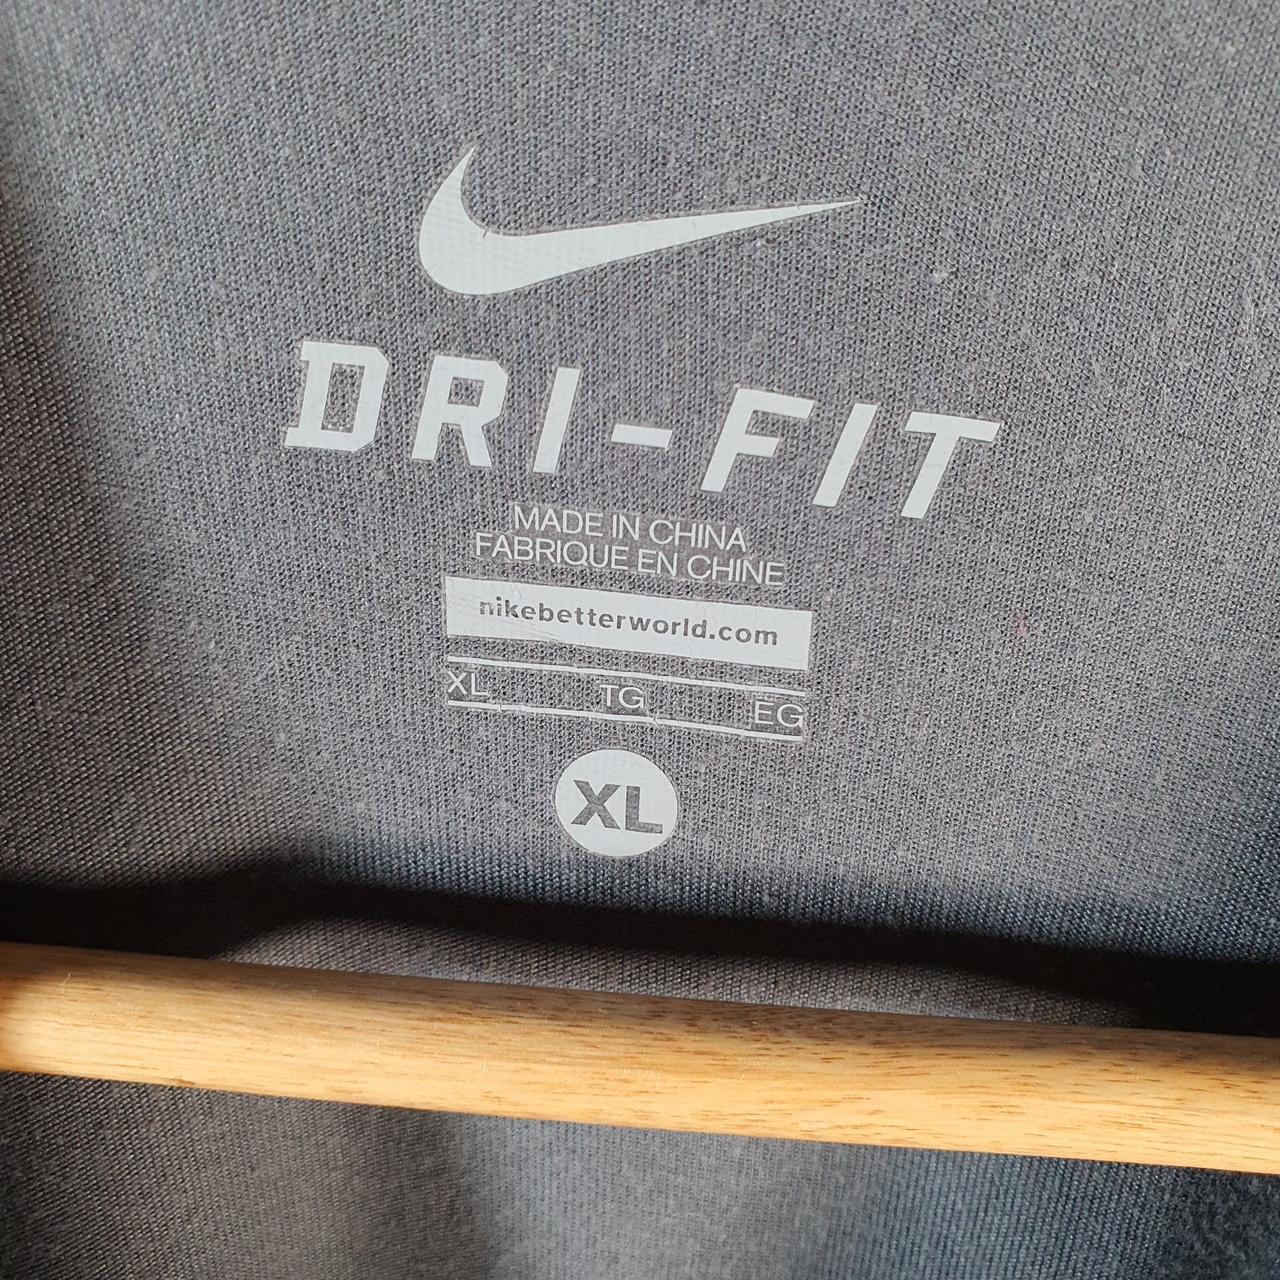 DRI-FIT
MADE IN CHINA
FABRIQUE EN CHINE
nikebetterworld.com
XL TG EG
XL